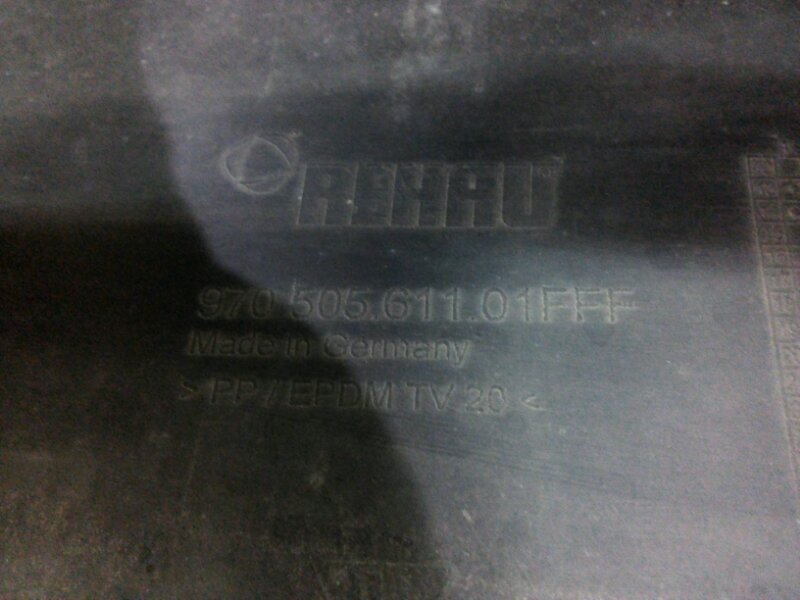 REHAU
970 505.611.01FFF
Made in Germany
> PP / EPDM TV 20 <